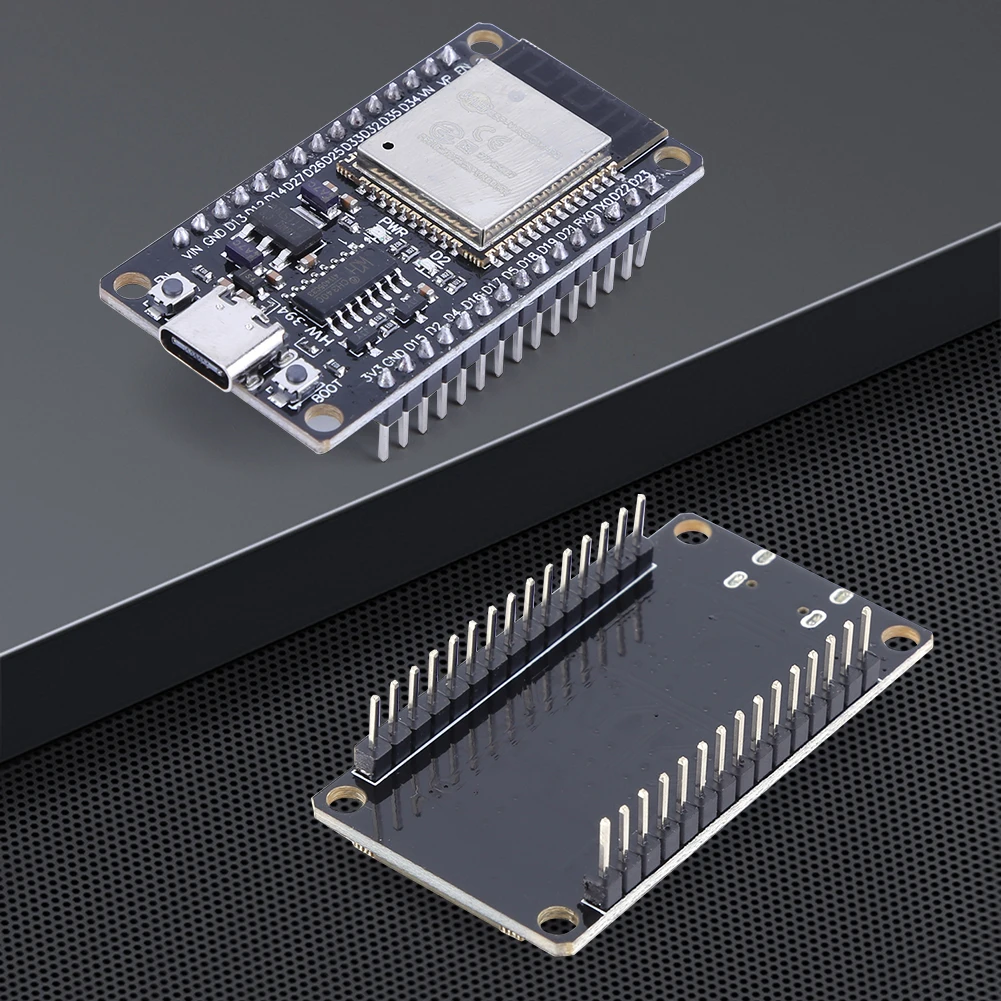 EN
VP
VN
D34
D35
D32
D33
D25
D26
D27
D14
D12
D13
GND
VIN
PWR
D2
HW-394
EN
BOOT
3V3
GND
D15
D2
D4
D16
D17
D5
D18
D19
D21
RX0
TX0
D22
D23
CE